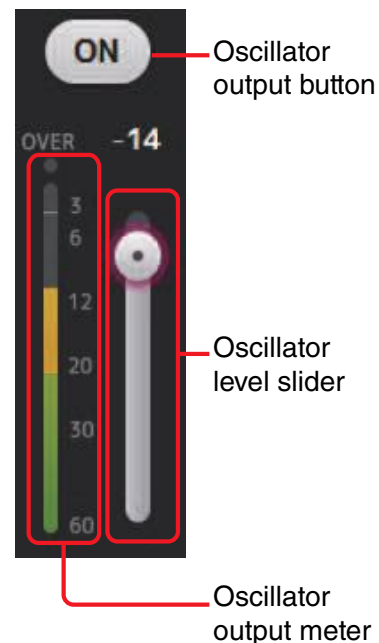 ON
Oscillator
output button
OVER -14
3
6
12
20
30
60
Oscillator
level slider
Oscillator
output meter